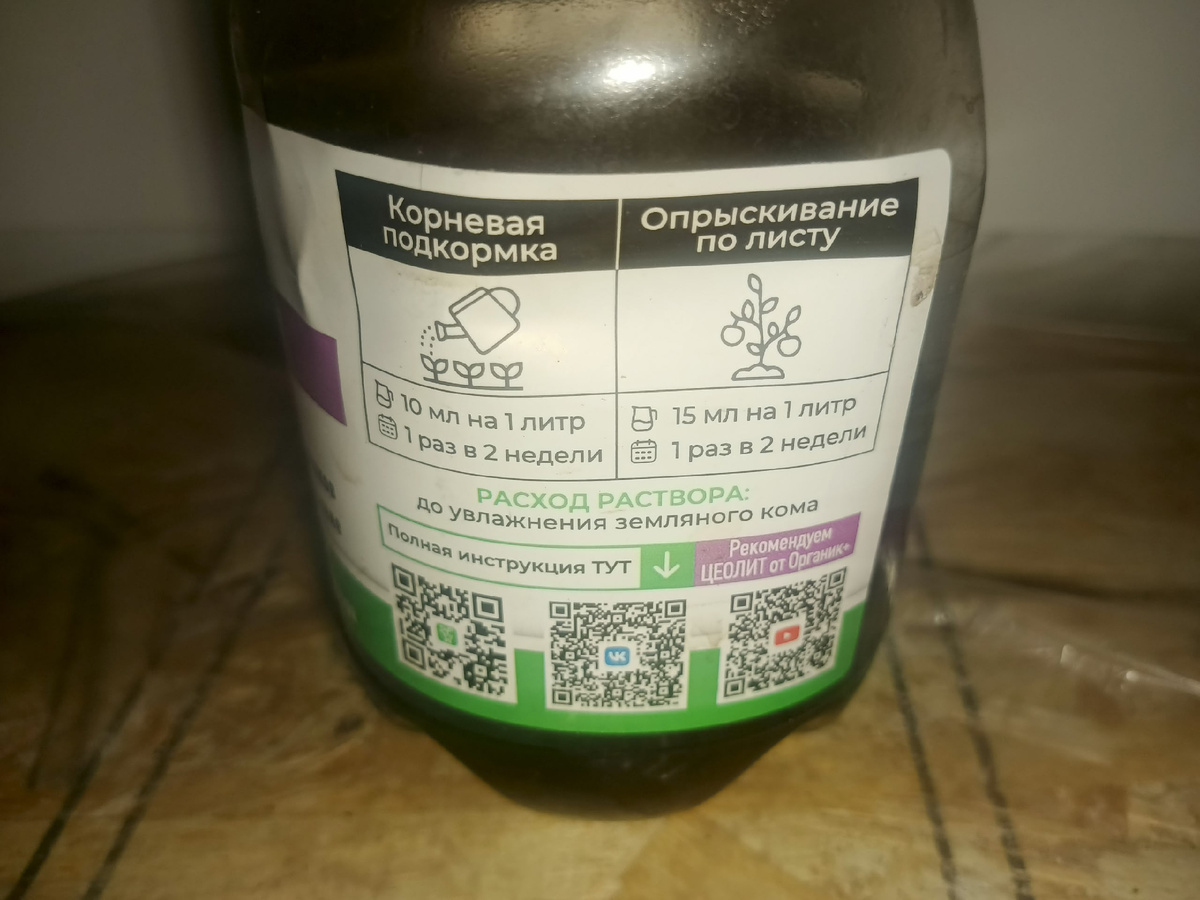 Корневая
подкормка
10 мл на 1 литр
1 раз в 2 недели
Опрыскивание
по листу
15 мл на 1 литр
1 раз в 2 недели
РАСХОД РАСТВОРА:
до увлажнения земляного кома
Полная инструкция ТУТ
Рекомендуем
ЦЕОЛИТ от Органик+